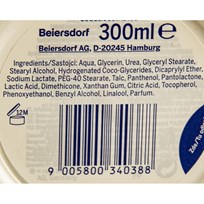 Beiersdorf 300ml e
Beiersdorf AG, D-20245 Hamburg
Ingredients/Sastojci: Aqua, Glycerin, Urea, Glyceryl Stearate,
Stearyl Alcohol, Hydrogenated Coco-Glycerides, Dicaprylyl Ether,
Sodium Lactate, PEG-40 Stearate, Talc, Panthenol, Pantolactone,
Lactic Acid, Dimethicone, Xanthan Gum, Citric Acid, Tocopherol,
Phenoxyethanol, Benzyl Alcohol, Linalool, Parfum.
12M
9 005800 340388